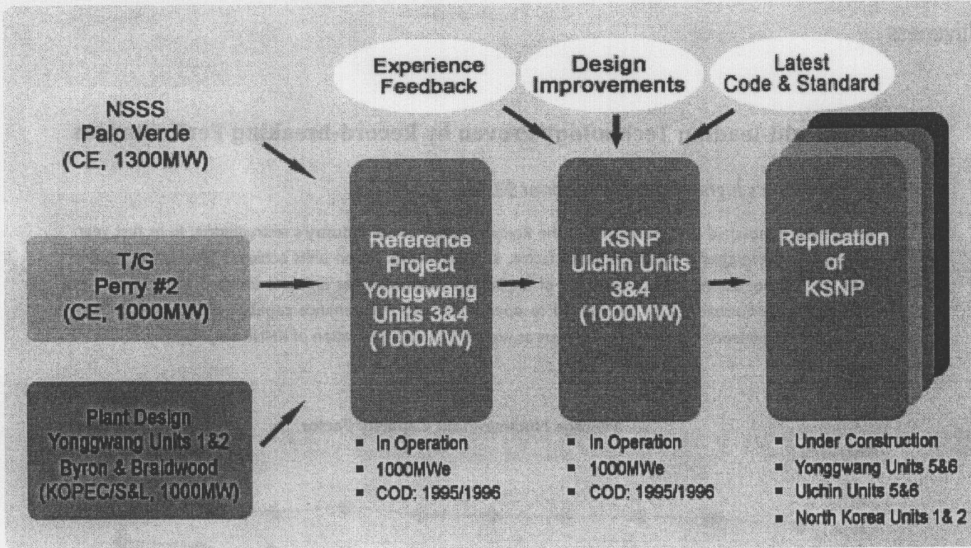 Experience
Feedback
Design
Improvements
Latest
Code & Standard
NSSS
Palo Verde
(CE, 1300MW)
T/G
Perry #2
(CE, 1000MW)
Plant Design
Yonggwang Units 1&2
Byron & Braidwood
(KOPEC/S&L, 1000MW)
Reference
Project
Yonggwang
Units 3&4
(1000MW)
KSNP
Ulchin Units
3&4
(1000MW)
Replication
of
KSNP
▪ In Operation
▪ 1000MWe
▪ COD: 1995/1996
▪ In Operation
▪ 1000MWe
▪ COD: 1995/1996
▪ Under Construction
▪ Yonggwang Units 5&6
▪ Ulchin Units 5&6
▪ North Korea Units 1& 2